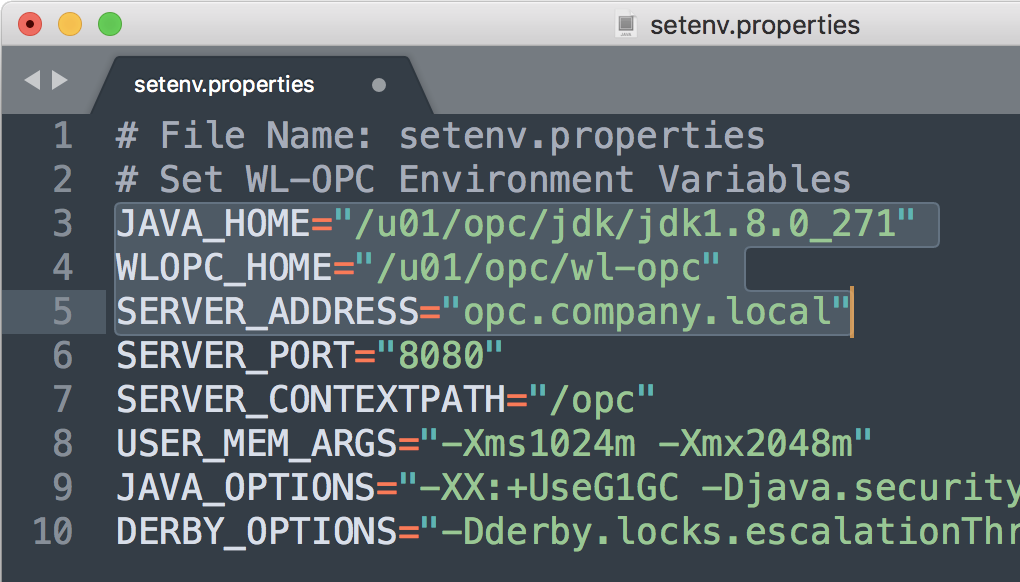 setenv.properties
setenv.properties
1 # File Name: setenv.properties
2 # Set WL-OPC Environment Variables
3 JAVA_HOME="/u01/opc/jdk/jdk1.8.0_271"
4 WLOPC_HOME="/u01/opc/wl-opc"
5 SERVER_ADDRESS="opc.company.local"
6 SERVER_PORT="8080"
7 SERVER_CONTEXTPATH="/opc"
8 USER_MEM_ARGS="-Xms1024m -Xmx2048m"
9 JAVA_OPTIONS="-XX:+UseG1GC -Djava.security
10 DERBY_OPTIONS="-Dderby.locks.escalationThr